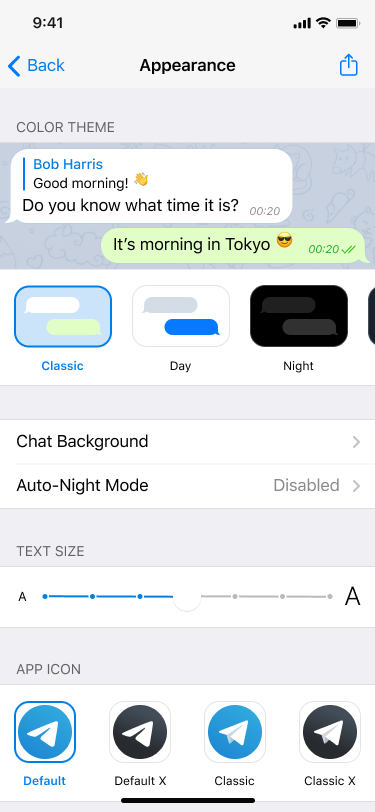 9:41
Back
Appearance
COLOR THEME
Bob Harris
Good morning! 👋
Do you know what time it is?
00:20
It's morning in Tokyo 😎
00:20
Classic
Day
Night
Chat Background
Auto-Night Mode
Disabled
TEXT SIZE
A
A
APP ICON
Default
Default X
Classic
Classic X